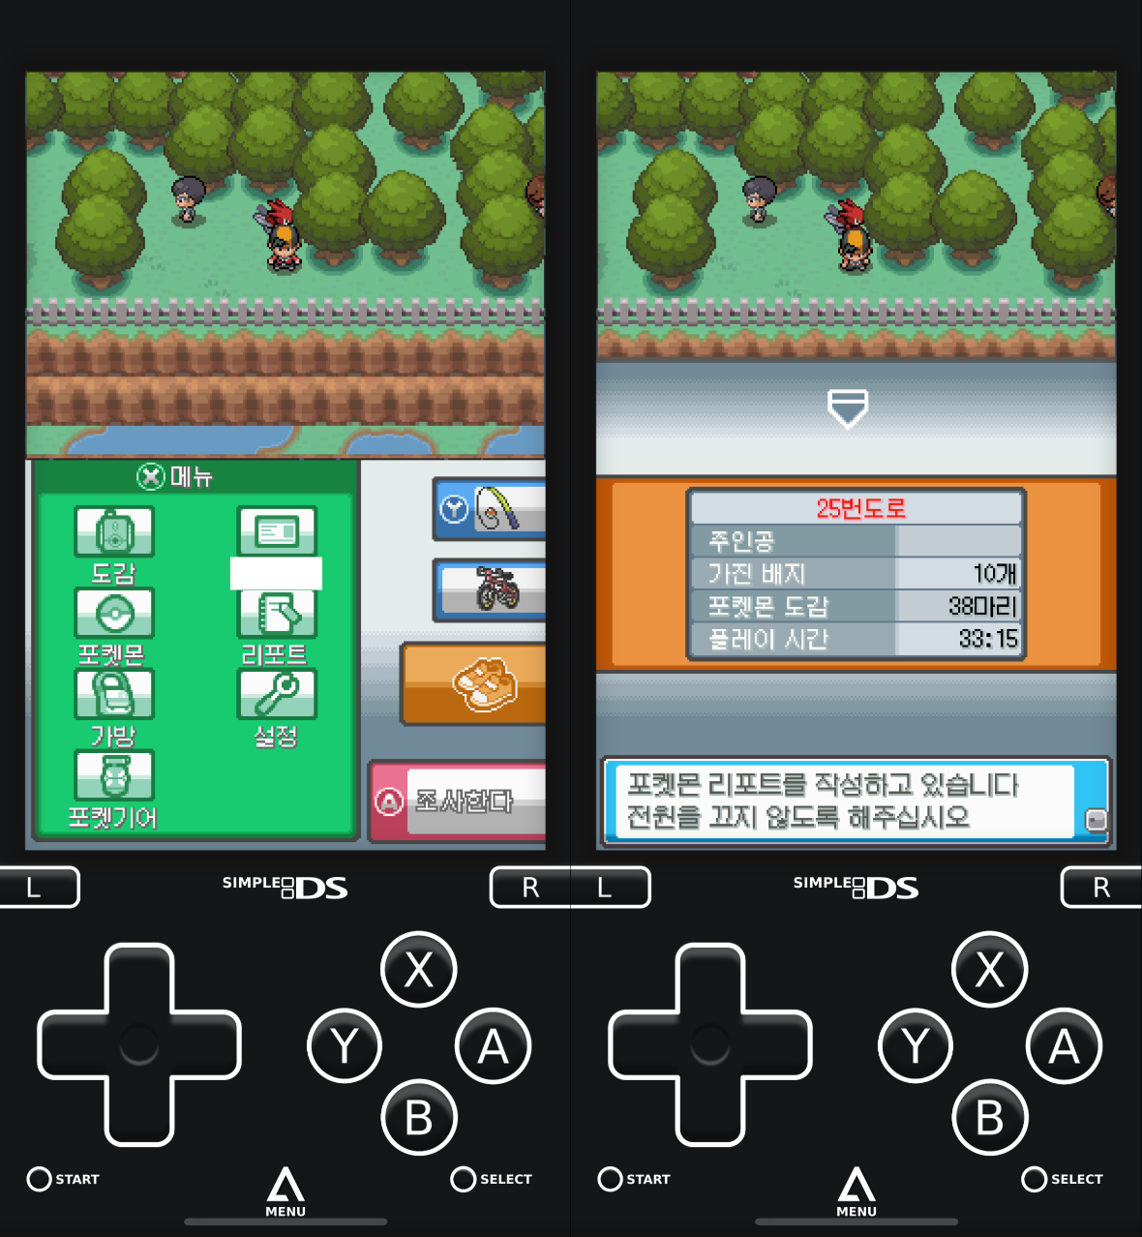 메뉴
도감
포켓몬
리포트
가방
설정
포켓기어
Y
A 조사한다
L
SIMPLE DS
R
X
Y
A
B
START
SELECT
MENU
25번도로
주인공
가진 배지 10개
포켓몬 도감 38마리
플레이 시간 33:15
포켓몬 리포트를 작성하고 있습니다
전원을 끄지 않도록 해주십시오
L
SIMPLE DS
R
X
Y
A
B
START
SELECT
MENU